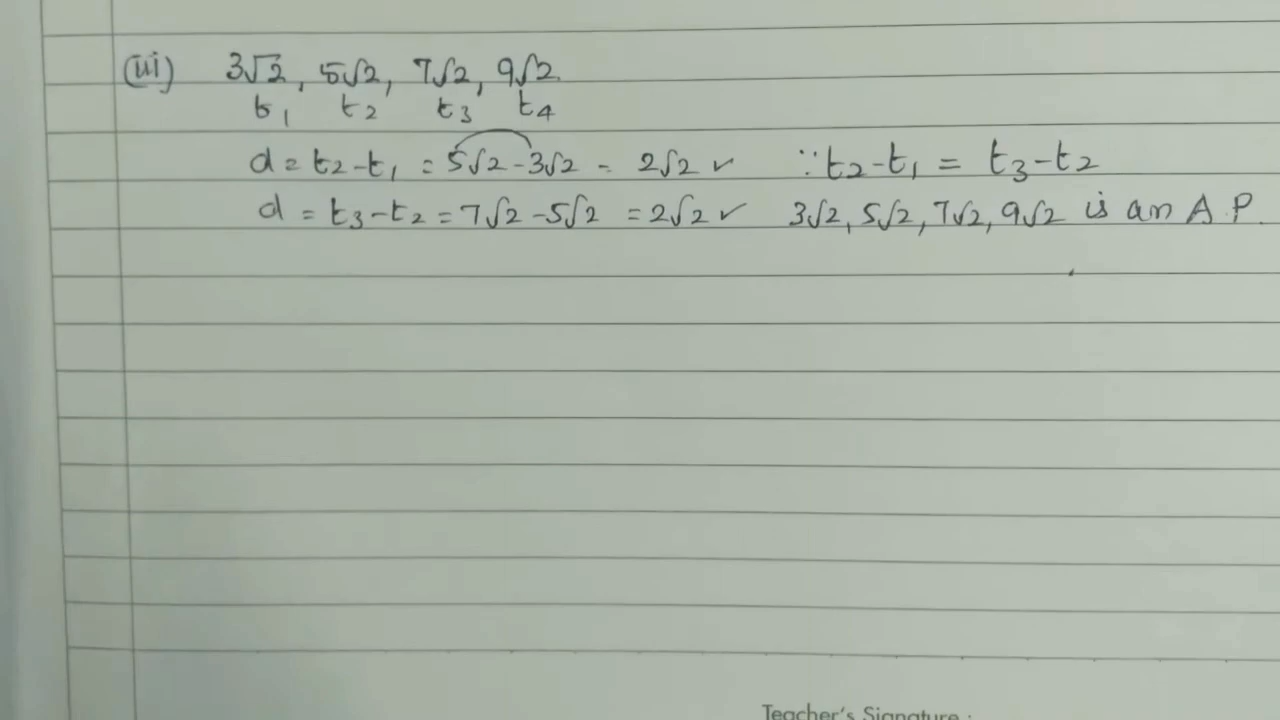 (iii) 3√2, 5√2, 7√2, 9√2.
t1 t2 t3 t4
d = t2-t1 = 5√2-3√2 = 2√2 ✓ ∵ t2-t1 = t3-t2
d = t3-t2 = 7√2-5√2 = 2√2 ✓ 3√2, 5√2, 7√2, 9√2 is an A.P.
Teacher's Signature :